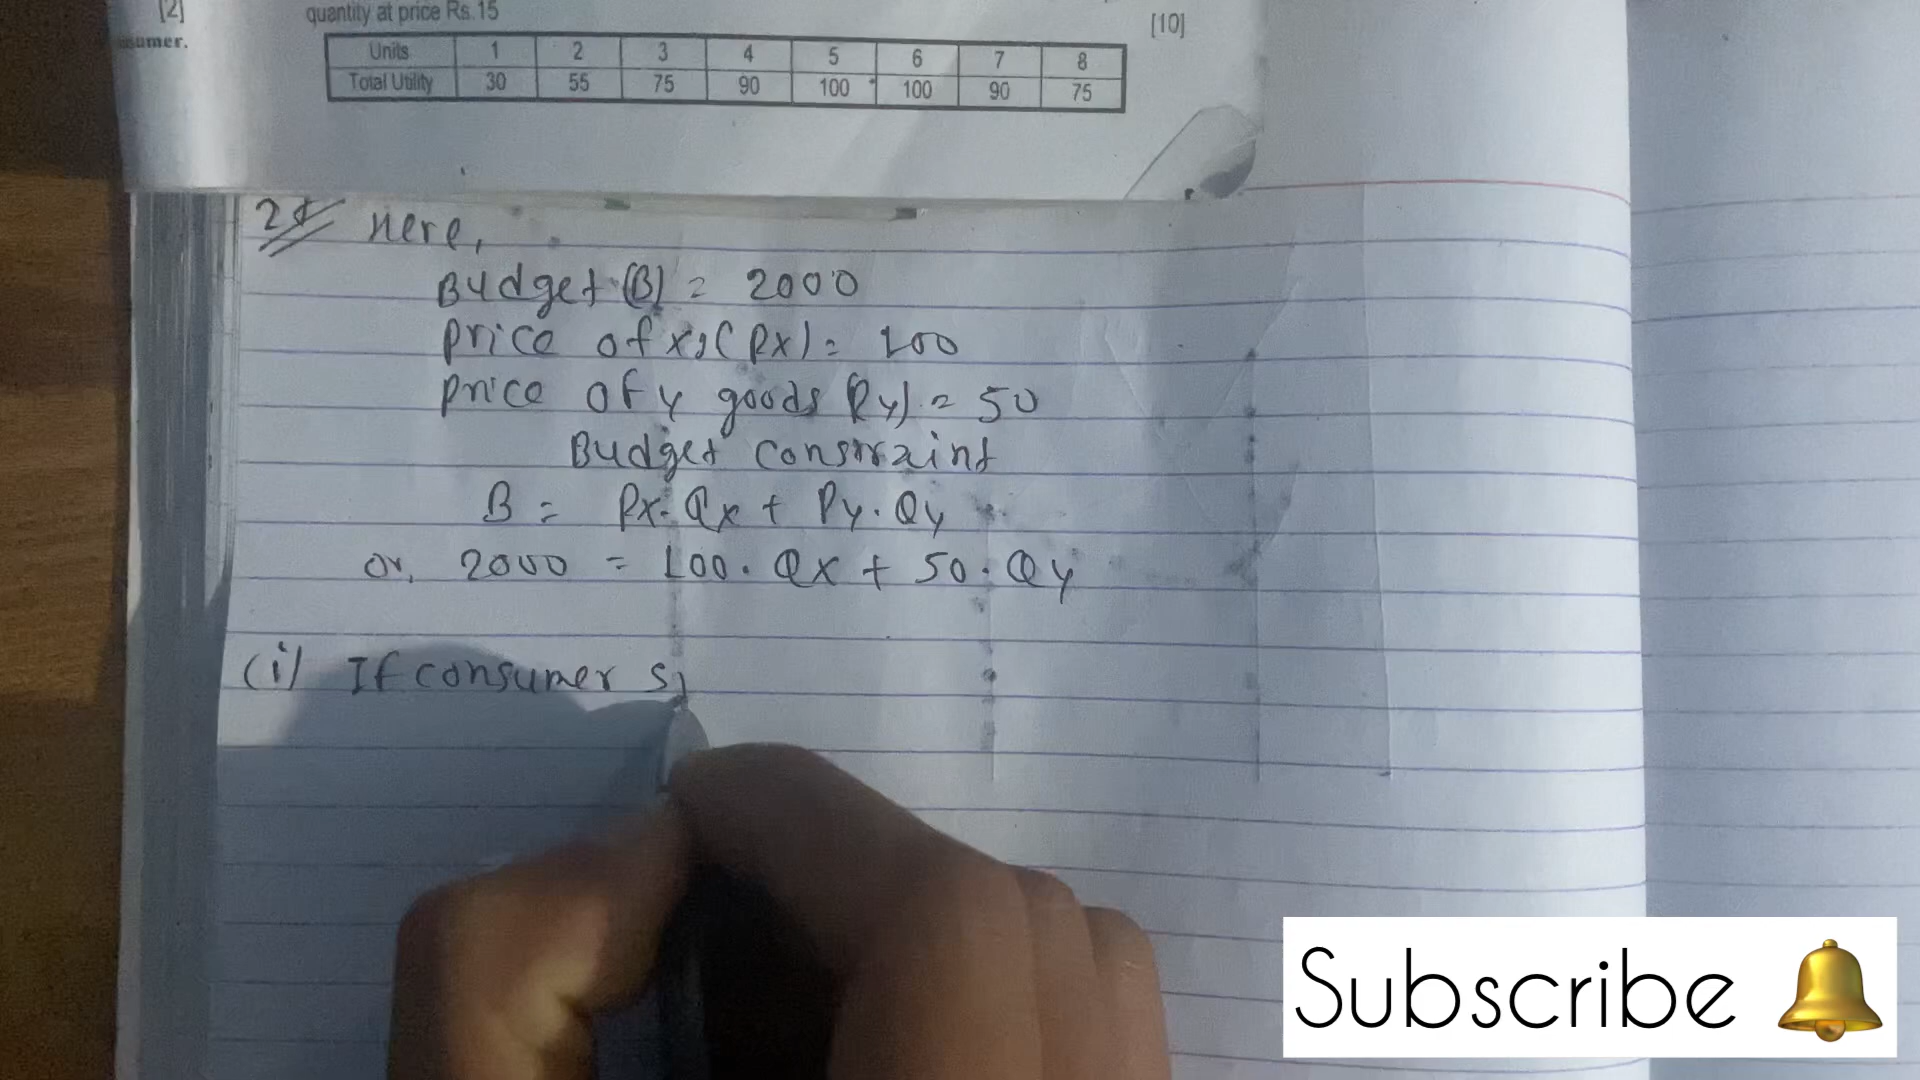 [2]
quantity at price Rs.15
[10]
sumer.
Units 1 2 3 4 5 6 7 8
Total Utility 30 55 75 90 100 100 90 75
Here,
Budget (B) = 2000
Price of x, (Px) = 100
Price of y goods (Py) = 50
Budget constraint
B = Px. Qx + Py. Qy
or, 2000 = 100. Qx + 50. Qy
(i) If consumer
Subscribe